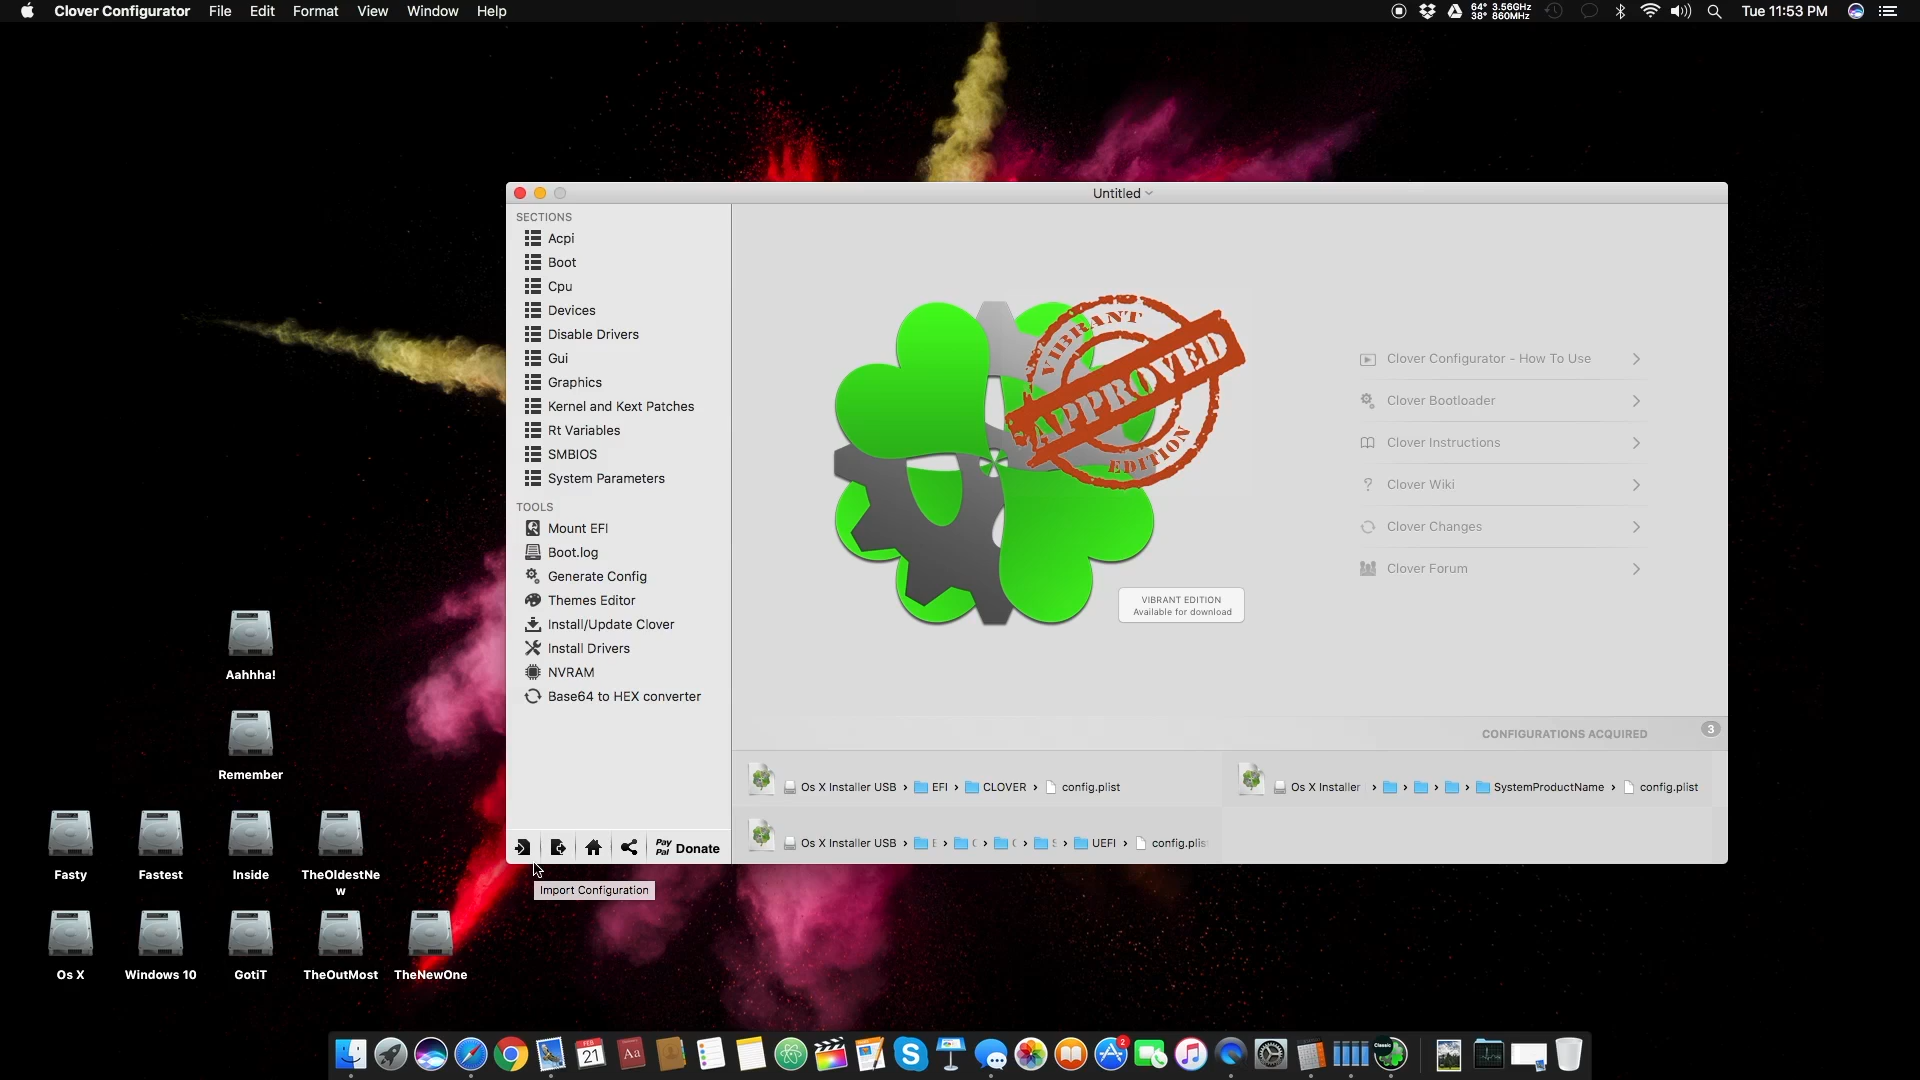 Clover Configurator File Edit Format View Window Help
64° 3.56GHz
38° 860MHz
Tue 11:53 PM
Untitled
SECTIONS
Acpi
Boot
Cpu
Devices
Disable Drivers
Gui
Graphics
Kernel and Kext Patches
Rt Variables
SMBIOS
System Parameters
TOOLS
Mount EFI
Boot.log
Generate Config
Themes Editor
Install/Update Clover
Install Drivers
NVRAM
Base64 to HEX converter
Pay
Pal
Donate
Import Configuration
VIBRANT
APPROVED
EDITION
VIBRANT EDITION
Available for download
Clover Configurator - How To Use
Clover Bootloader
Clover Instructions
? Clover Wiki
Clover Changes
Clover Forum
CONFIGURATIONS ACQUIRED 3
Os X Installer USB › EFI › CLOVER › config.plist
Os X Installer › › › › SystemProductName › config.plist
Os X Installer USB › E › C › C › S › UEFI › config.plis
Aahhha!
Remember
Fasty
Fastest
Inside
TheOldestNe
w
Os X
Windows 10
GotiT
TheOutMost
TheNewOne
FEB
21
Aa
2
Classic